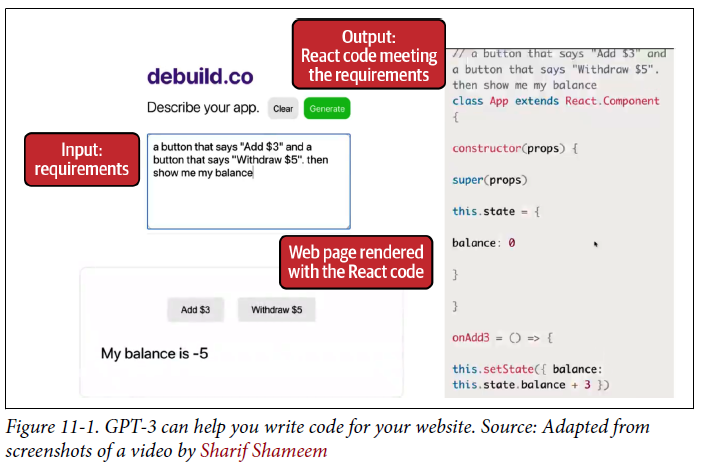 debuild.co
Describe your app.
Clear
Generate
Input:
requirements
a button that says "Add $3" and a
button that says "Withdraw $5". then
show me my balance
Output:
React code meeting
the requirements
// a button that says "Add $3" and
a button that says "Withdraw $5".
then show me my balance
class App extends React.Component
{
constructor(props) {
super(props)
this.state = {
balance: 0
}
}
onAdd3 = () => {
this.setState({ balance:
this.state.balance + 3 })
Web page rendered
with the React code
Add $3
Withdraw $5
My balance is -5
Figure 11-1. GPT-3 can help you write code for your website. Source: Adapted from
screenshots of a video by Sharif Shameem